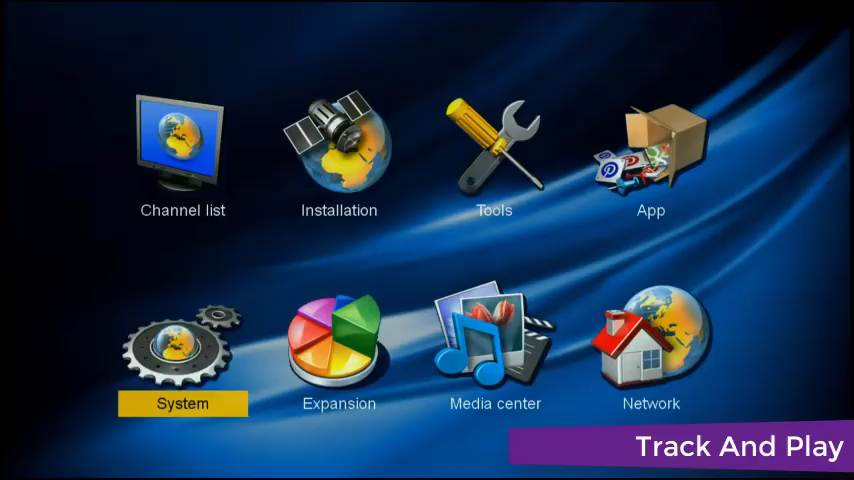 Channel list
Installation
Tools
App
System
Expansion
Media center
Network
Track And Play